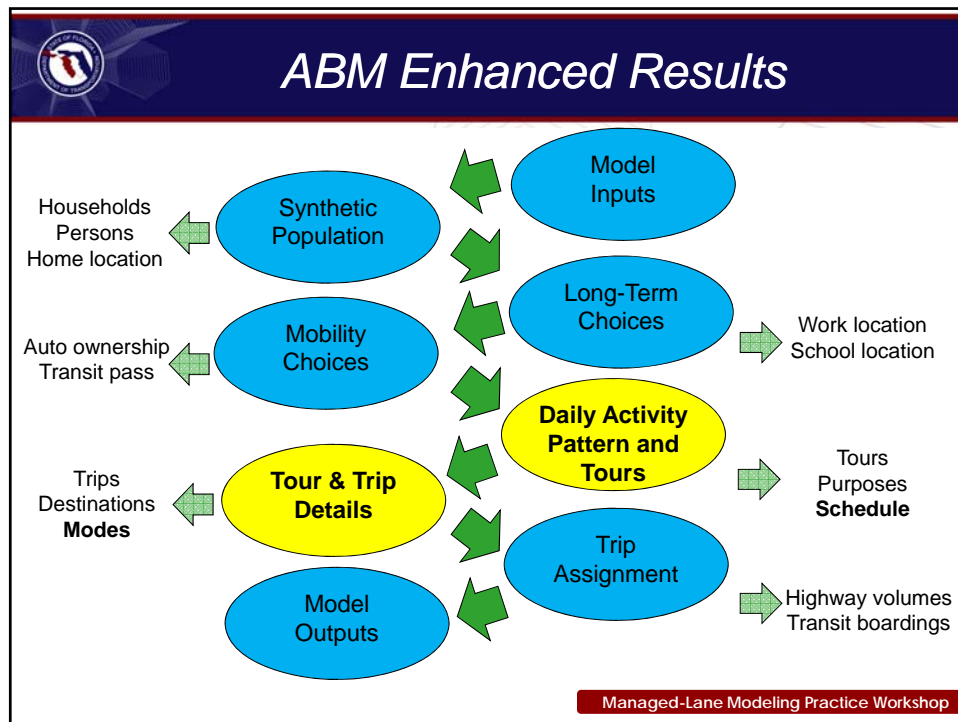 ABM Enhanced Results
Model
Inputs
Synthetic
Population
Households
Persons
Home location
Long-Term
Choices
Work location
School location
Mobility
Choices
Auto ownership
Transit pass
Daily Activity
Pattern and
Tours
Tours
Purposes
Schedule
Tour & Trip
Details
Trips
Destinations
Modes
Trip
Assignment
Highway volumes
Transit boardings
Model
Outputs
Managed-Lane Modeling Practice Workshop